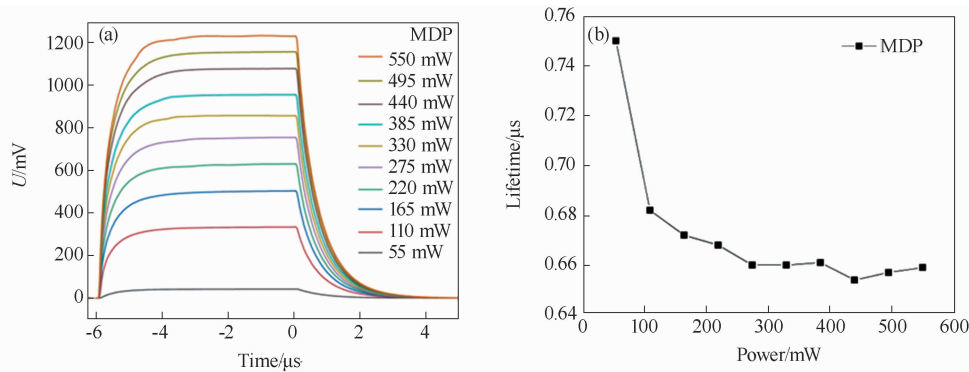 (a)
MDP
550 mW
495 mW
440 mW
385 mW
330 mW
275 mW
220 mW
165 mW
110 mW
55 mW
1200
1000
800
600
400
200
0
U/mV
-6
-4
-2
0
2
4
Time/μs
(b)
MDP
0.76
0.74
0.72
0.70
0.68
0.66
0.64
Lifetime/μs
0
100
200
300
400
500
600
Power/mW